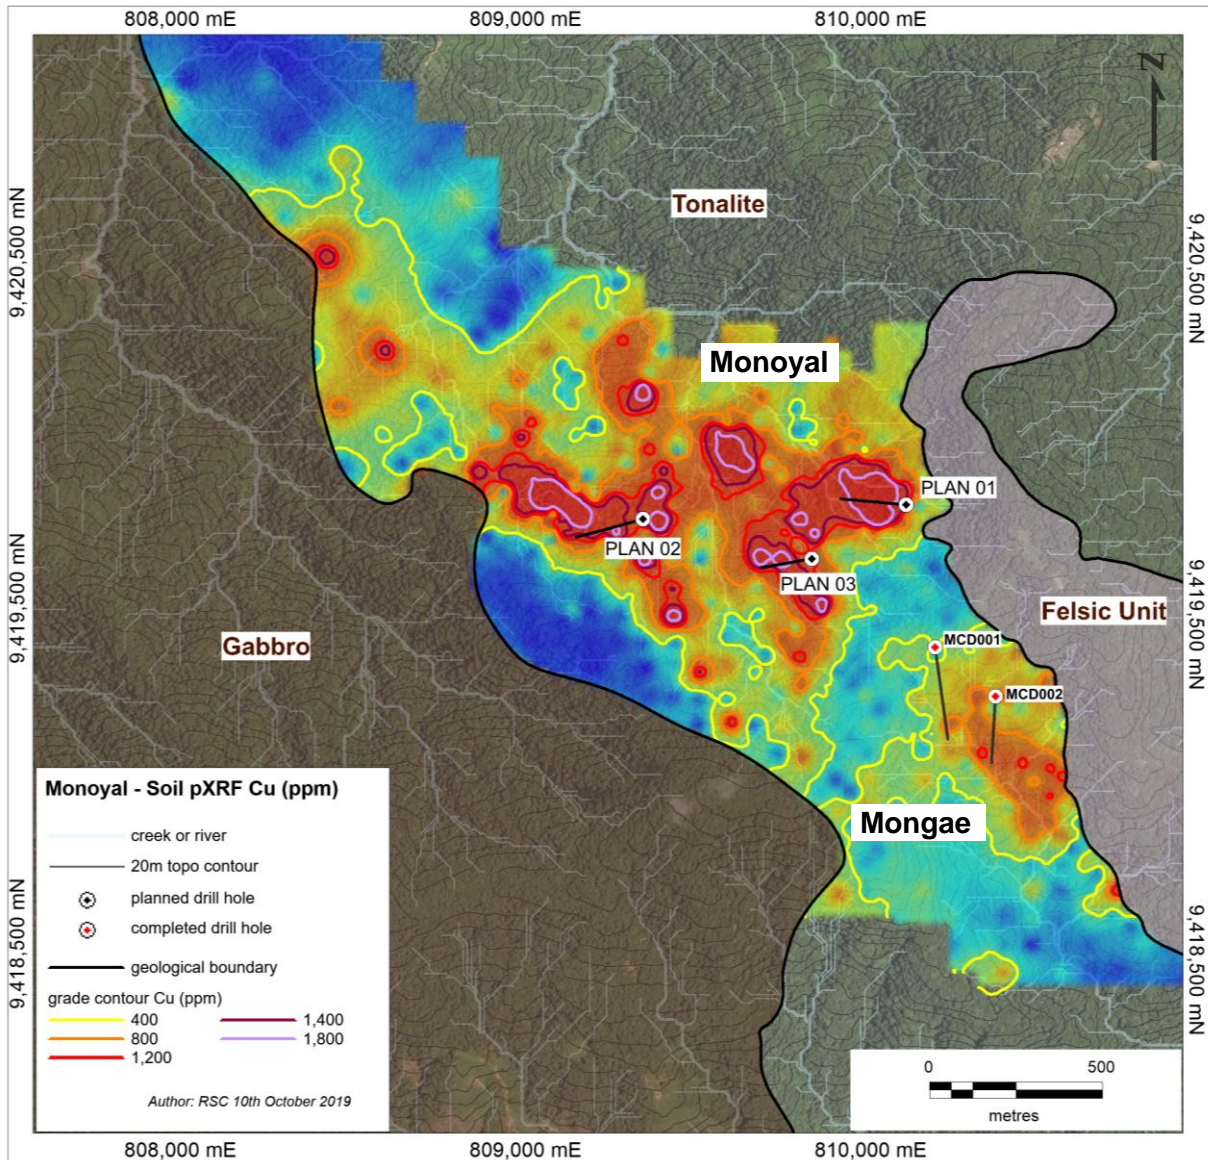 808,000 mE
809,000 mE
810,000 mE
N
Tonalite
9,420,500 mN
9,420,500 mN
Monoyal
PLAN 01
PLAN 02
PLAN 03
9,419,500 mN
9,419,500 mN
Felsic Unit
Gabbro
MCD001
MCD002
Mongae
Monoyal - Soil pXRF Cu (ppm)
creek or river
20m topo contour
planned drill hole
completed drill hole
geological boundary
grade contour Cu (ppm)
400
1,400
800
1,800
1,200
Author: RSC 10th October 2019
9,418,500 mN
9,418,500 mN
0 500
metres
808,000 mE
809,000 mE
810,000 mE